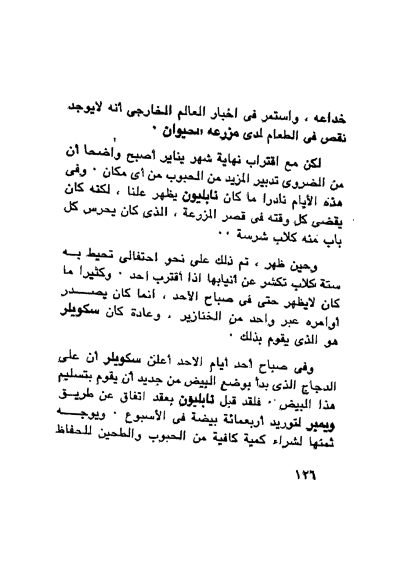 خداعه ، واستمر فى اخبار العالم الخارجى أنه لايوجد
نقص فى الطعام لدى مزرعه الحيوان ٠
لكن مع اقتراب نهاية شهر يناير أصبح واضحا أن
من الضرورى تدبير المزيد من الحبوب من أى مكان ٠ وفى
هذه الأيام نادرا ما كان نابليون يظهر علنا ، لكنه كان
يقضى كل وقته فى قصر المزرعة ، الذى كان يحرس كل
باب منه كلاب شرسة ٠٠
وحين ظهر ، تم ذلك على نحو احتفالى تحيط به
ستة كلاب تكشر عن أنيابها اذا أقترب احد ٠ وكثيرا ما
كان لايظهر حتى فى صباح الأحد ، انما كان يصدر
أوامره عبر واحد من الخنازير ، وعادة كان سكويلر
هو الذى يقوم بذلك ٠
وفى صباح أحد أيام الاحد أعلن سكويلر أن على
الدجاج الذى بدأ بوضع البيض من جديد أن يقوم بتسليم
هذا البيض ٠ فلقد قبل نابليون بعقد اتفاق عن طريق
ويمبر لتوريد أربعمائة بيضة فى الأسبوع ٠ ويوجه
ثمنها لشراء كمية كافية من الحبوب والطحين للحفاظ
١٢٦